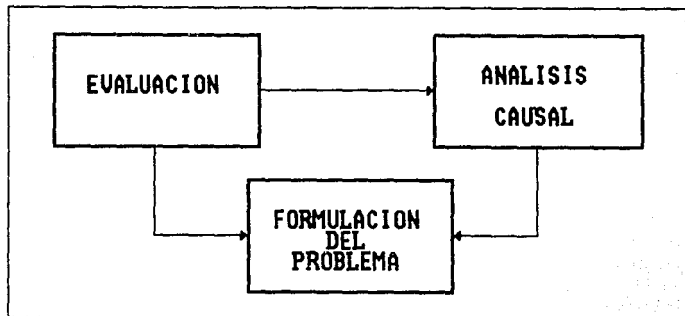 EVALUACION
ANALISIS
CAUSAL
FORMULACION
DEL
PROBLEMA